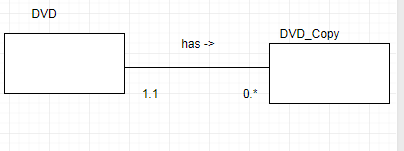 DVD
DVD_Copy
has ->
1.1
0.*